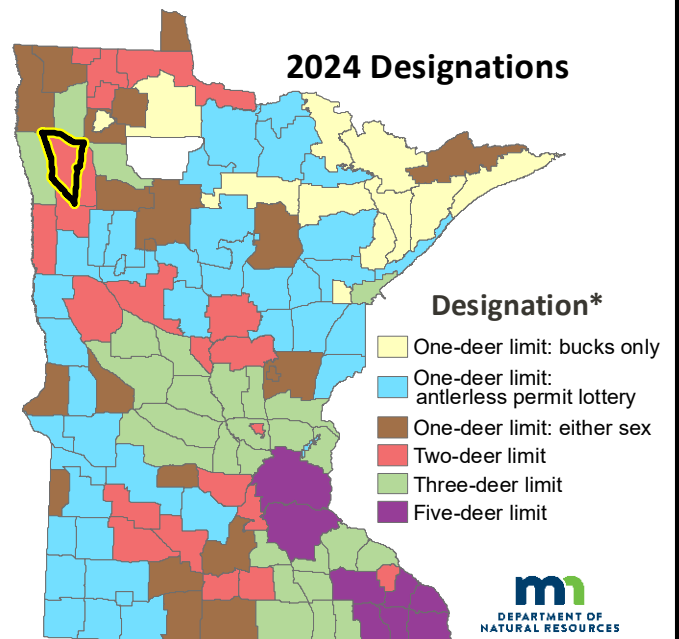 2024 Designations
Designation*
One-deer limit: bucks only
One-deer limit:
antlerless permit lottery
One-deer limit: either sex
Two-deer limit
Three-deer limit
Five-deer limit
mn
DEPARTMENT OF
NATURAL RESOURCES